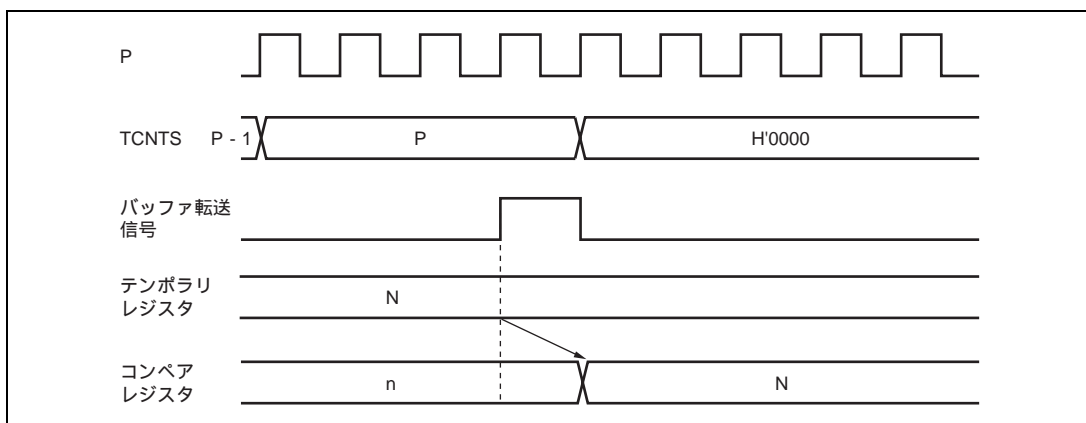 P
TCNTS P - 1 P H'0000
バッファ転送
信号
テンポラリ
レジスタ
N
コンペア
レジスタ
n N